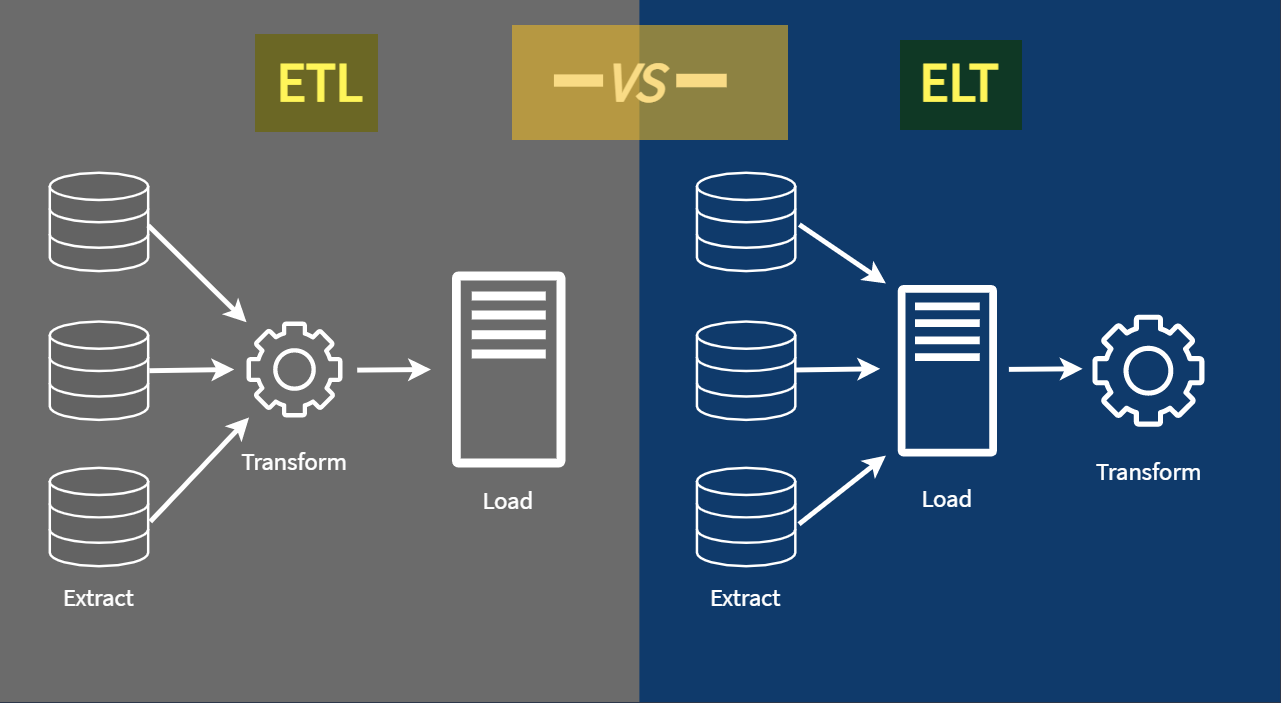 ETL
VS
ELT
Transform
Load
Extract
Load
Transform
Extract